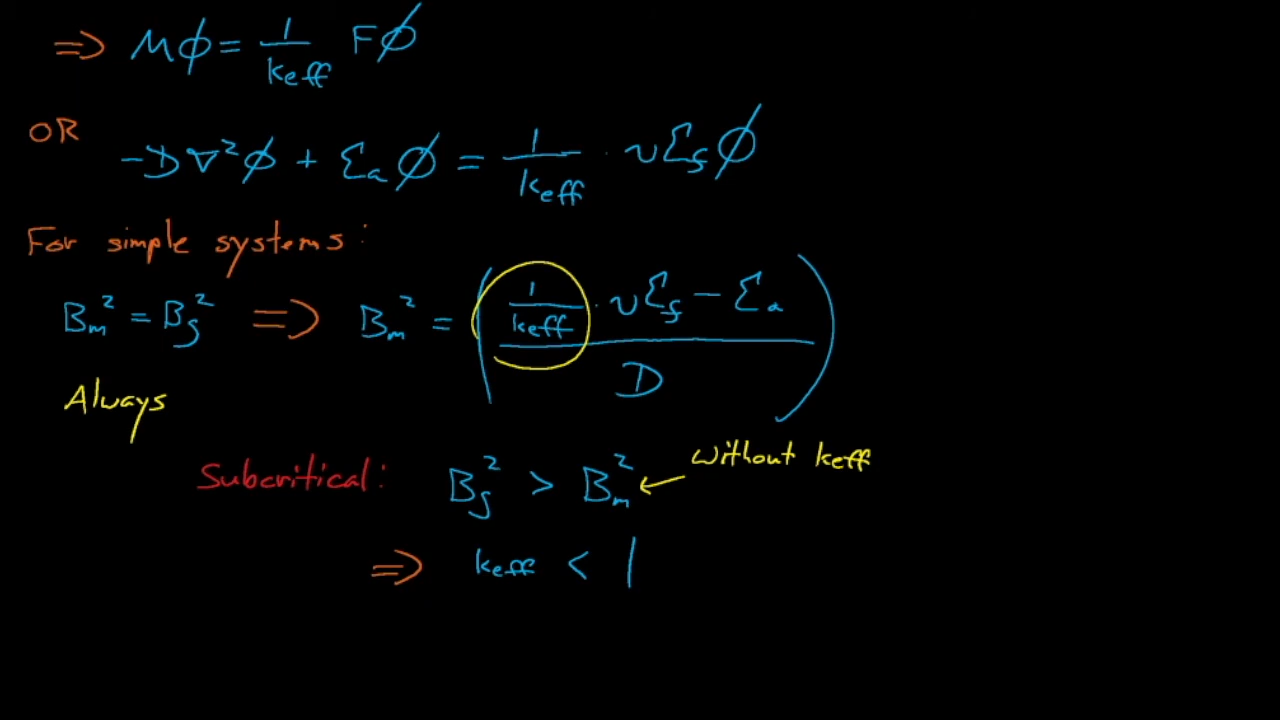 ⇒ Mϕ = 1/keff Fϕ
OR
-D∇²ϕ + Σₐϕ = 1/keff · νΣfϕ
For simple systems:
Bm² = Bg² ⇒ Bm² = ( (1/keff · νΣf − Σₐ) / D )
Always
without keff
Subcritical: Bg² > Bm² ←
⇒ keff < 1